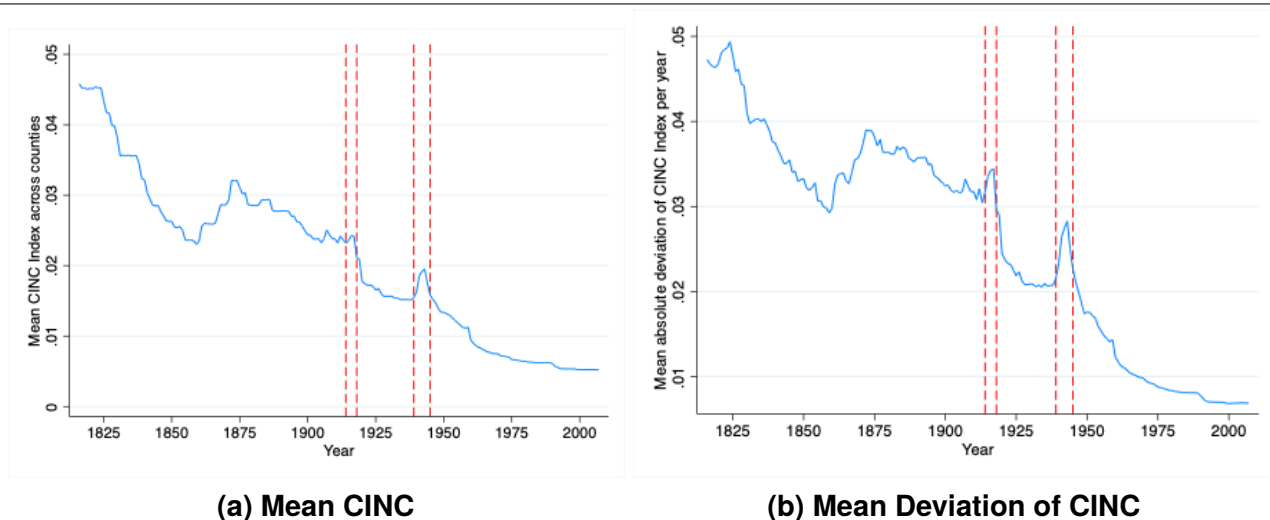 Mean CINC Index across counties
.05
.04
.03
.02
.01
0
1825 1850 1875 1900 1925 1950 1975 2000
Year
(a) Mean CINC
Mean absolute deviation of CINC Index per year
.05
.04
.03
.02
.01
1825 1850 1875 1900 1925 1950 1975 2000
Year
(b) Mean Deviation of CINC